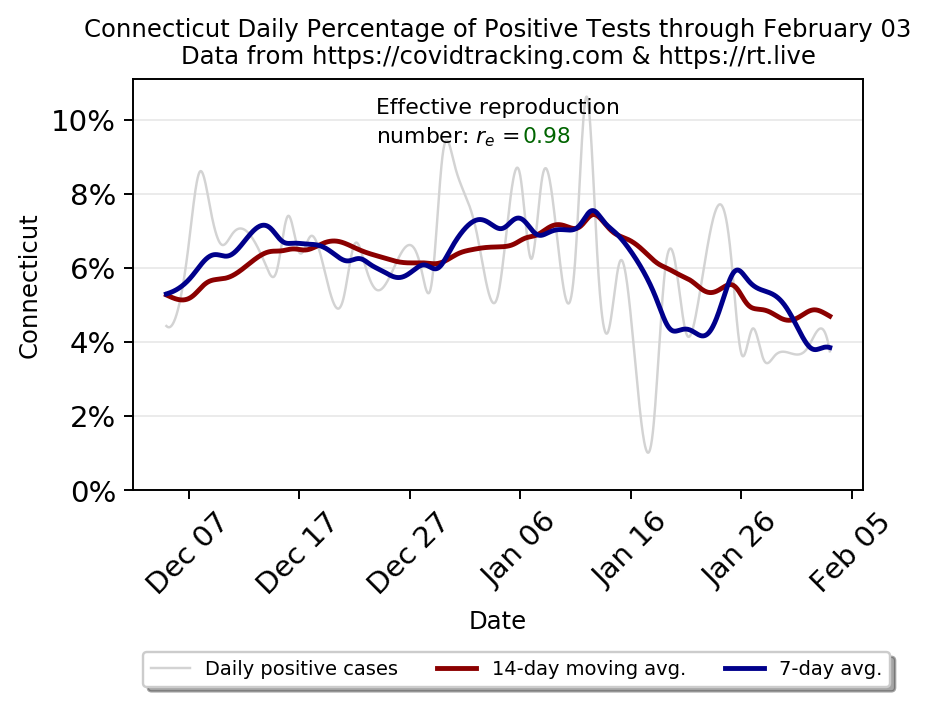 Connecticut Daily Percentage of Positive Tests through February 03
Data from https://covidtracking.com & https://rt.live
Effective reproduction
number: rₑ =0.98
10%
8%
6%
4%
2%
0%
Connecticut
Dec 07
Dec 17
Dec 27
Jan 06
Jan 16
Jan 26
Feb 05
Date
Daily positive cases
14-day moving avg.
7-day avg.